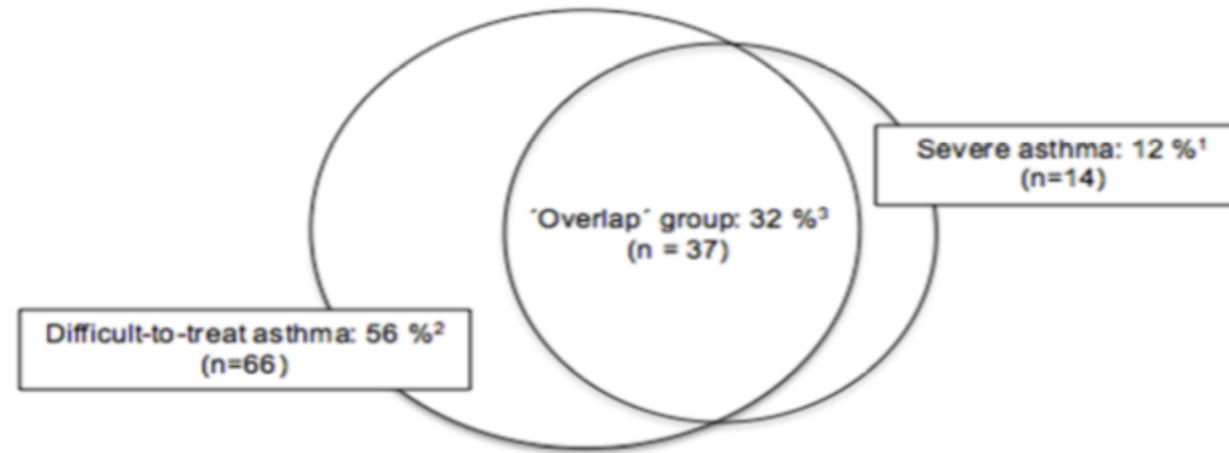 Severe asthma: 12 %¹
(n=14)
´Overlap´ group: 32 %³
(n = 37)
Difficult-to-treat asthma: 56 %²
(n=66)